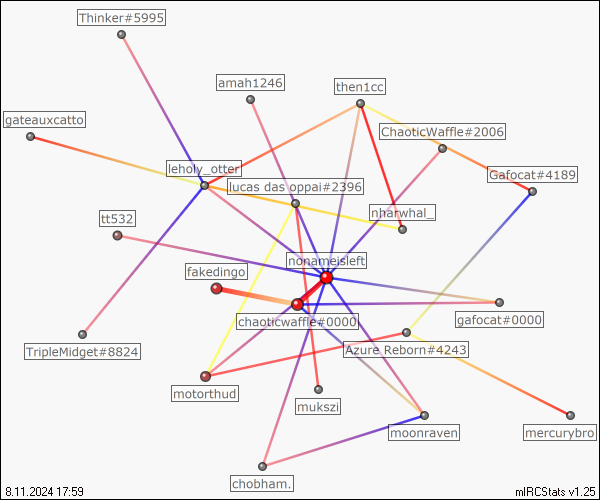 Thinker#5995
amah1246
then1cc
gateauxcatto
ChaoticWaffle#2006
leholy_otter
Gafocat#4189
lucas das oppai#2396
tt532
nharwhal_
nonameisleft
fakedingo
chaoticwaffle#0000
gafocat#0000
Azure Reborn#4243
TripleMidget#8824
motorthud
mukszi
moonraven
mercurybro
chobham.
8.11.2024 17:59
mIRCStats v1.25